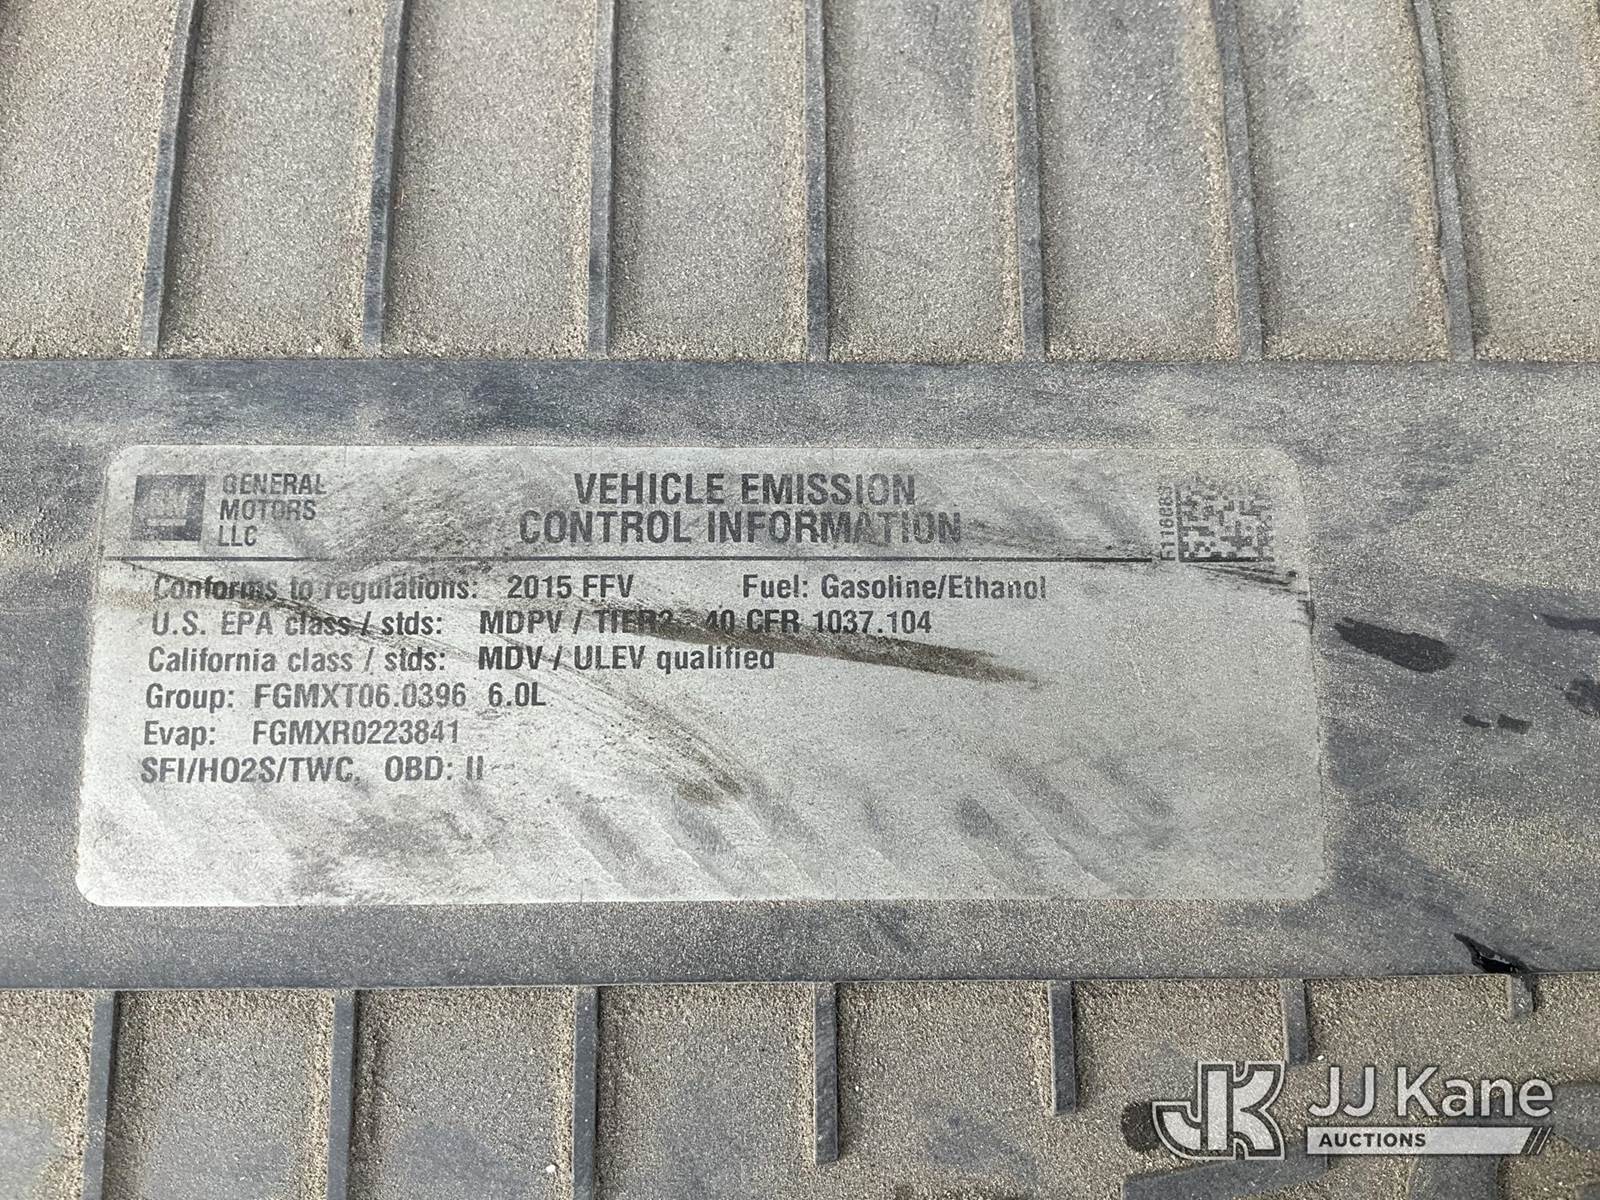 GM
GENERAL
MOTORS
LLC
VEHICLE EMISSION
CONTROL INFORMATION
Conforms to regulations: 2015 FFV Fuel: Gasoline/Ethanol
U.S. EPA class / stds: MDPV / TIER2 40 CFR 1037.104
California class / stds: MDV / ULEV qualified
Group: FGMXT06.0396 6.0L
Evap: FGMXR0223841
SFI/HO2S/TWC, OBD: II
JK JJ Kane
AUCTIONS